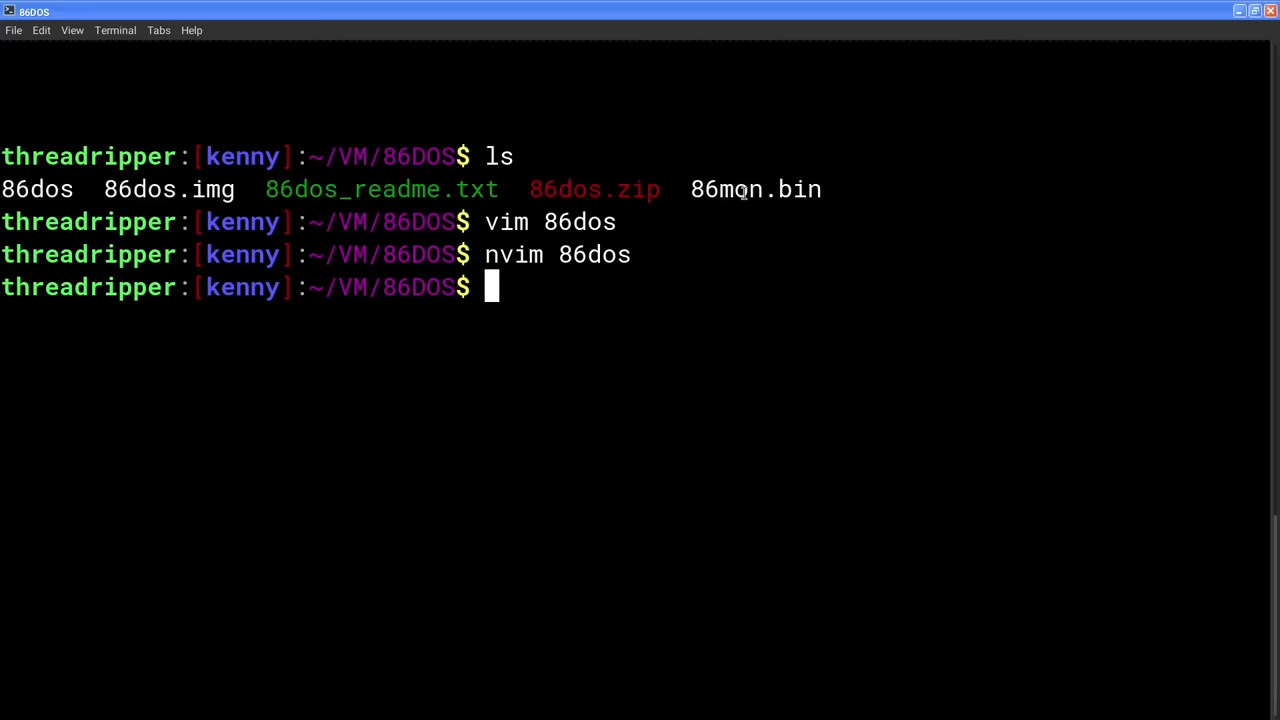 86DOS
File Edit View Terminal Tabs Help
threadripper:[kenny]:~/VM/86DOS$ ls
86dos 86dos.img 86dos_readme.txt 86dos.zip 86mon.bin
threadripper:[kenny]:~/VM/86DOS$ vim 86dos
threadripper:[kenny]:~/VM/86DOS$ nvim 86dos
threadripper:[kenny]:~/VM/86DOS$